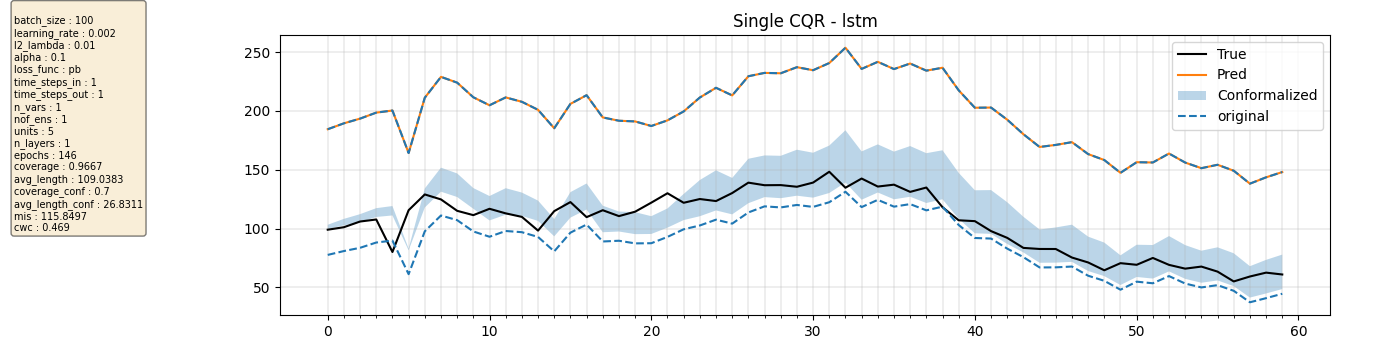 batch_size : 100
learning_rate : 0.002
l2_lambda : 0.01
alpha : 0.1
loss_func : pb
time_steps_in : 1
time_steps_out : 1
n_vars : 1
nof_ens : 1
units : 5
n_layers : 1
epochs : 146
coverage : 0.9667
avg_length : 109.0383
coverage_conf : 0.7
avg_length_conf : 26.8311
mis : 115.8497
cwc : 0.469
Single CQR - lstm
250
200
150
100
50
0 10 20 30 40 50 60
True
Pred
Conformalized
original